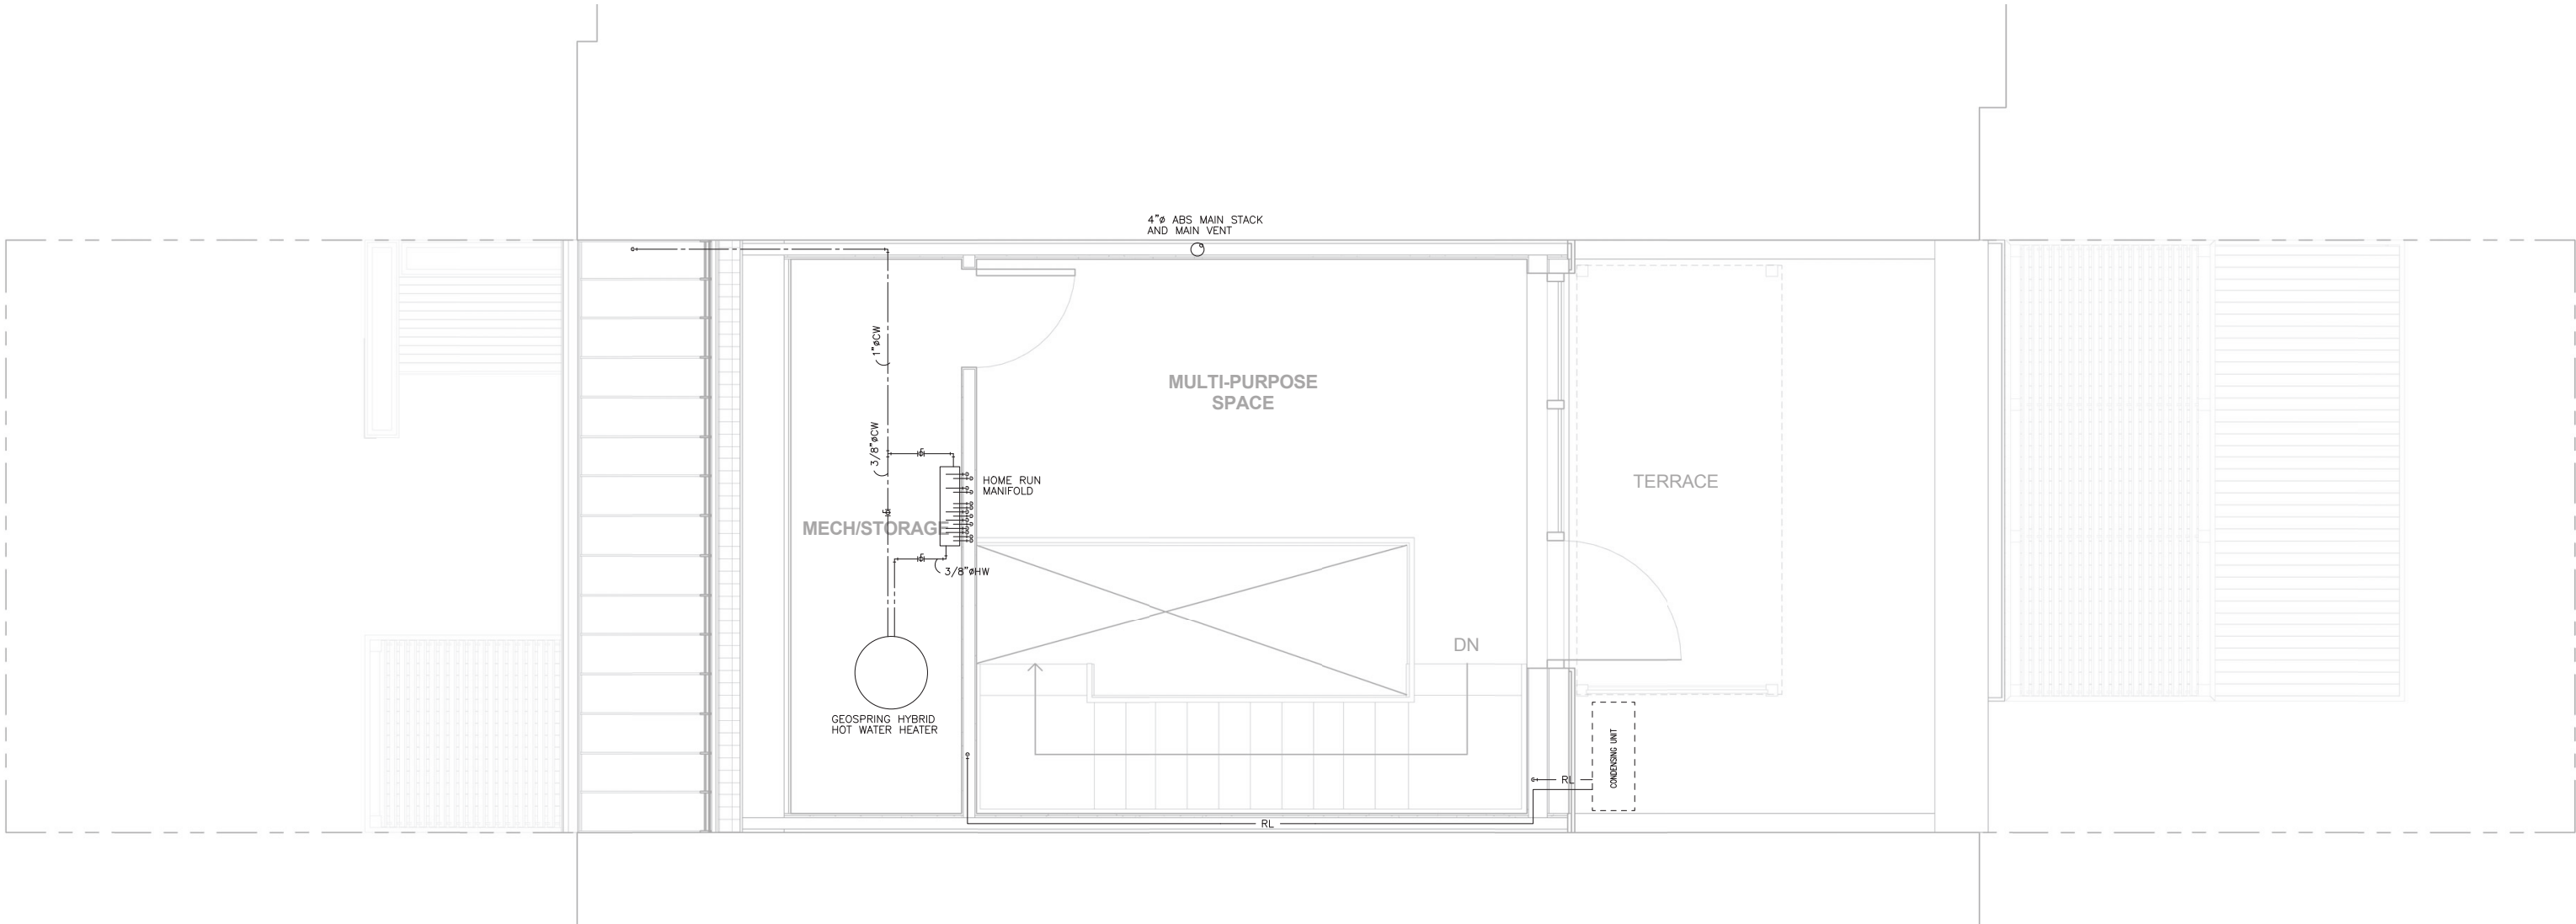 4"ø ABS MAIN STACK
AND MAIN VENT
1"øCW
MULTI-PURPOSE
SPACE
3/8"øCW
HOME RUN
MANIFOLD
TERRACE
MECH/STORAGE
3/8"øHW
DN
GEOSPRING HYBRID
HOT WATER HEATER
CONDENSING UNIT
RL
RL